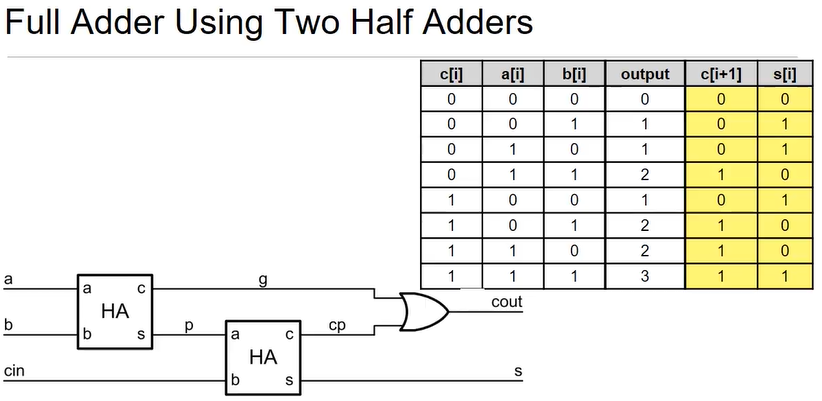 Full Adder Using Two Half Adders
c[i] a[i] b[i] output c[i+1] s[i]
0 0 0 0 0 0
0 0 1 1 0 1
0 1 0 1 0 1
0 1 1 2 1 0
1 0 0 1 0 1
1 0 1 2 1 0
1 1 0 2 1 0
1 1 1 3 1 1
a a c g
HA cout
b b s p a c cp
HA
cin b s s